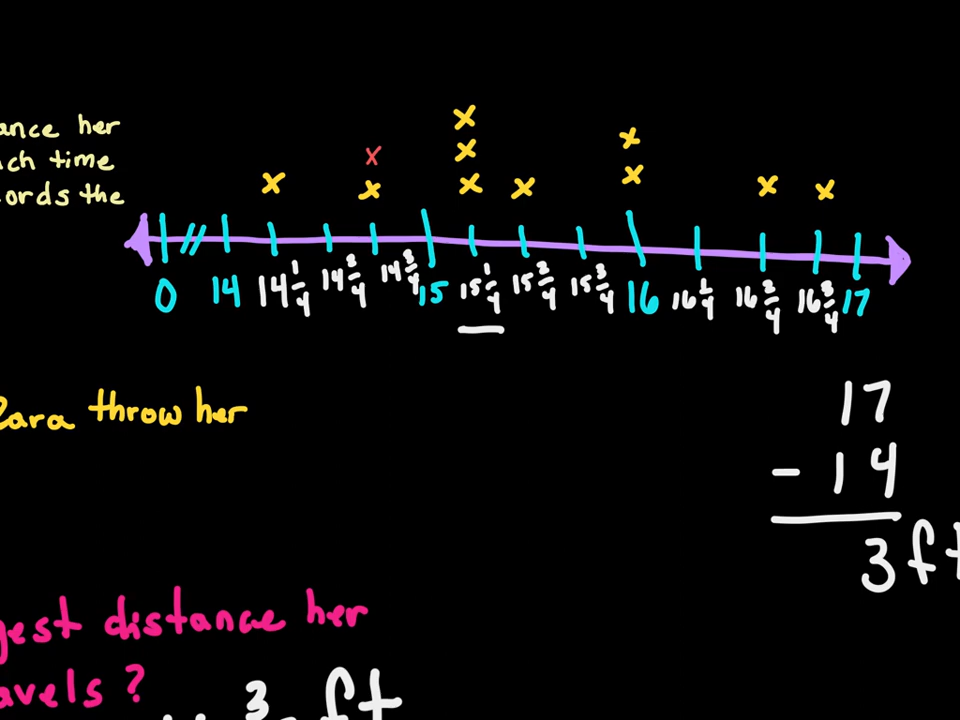 ance her
ch time
ords the
x x x x x x x x x x x
0 14 14 1/4 14 2/4 14 3/4 15 15 1/4 15 2/4 15 3/4 16 16 1/4 16 2/4 16 3/4 17
ara throw her
17
- 14
3 ft
gest distance her
avels ?
3 ft